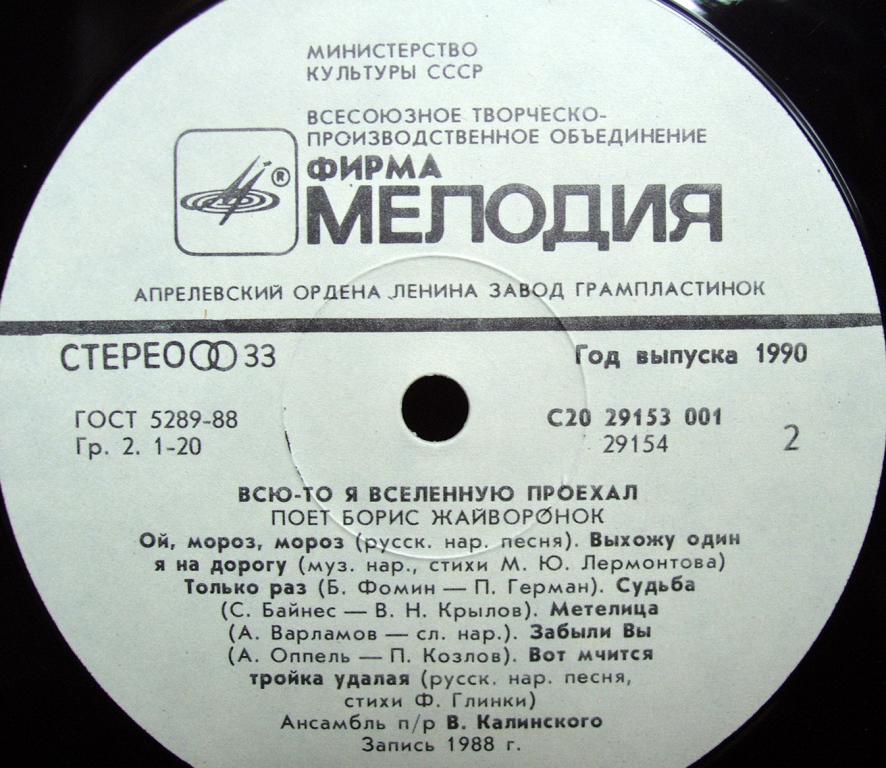 МИНИСТЕРСТВО
КУЛЬТУРЫ СССР
ВСЕСОЮЗНОЕ ТВОРЧЕСКО-
ПРОИЗВОДСТВЕННОЕ ОБЪЕДИНЕНИЕ
®
ФИРМА
МЕЛОДИЯ
АПРЕЛЕВСКИЙ ОРДЕНА ЛЕНИНА ЗАВОД ГРАМПЛАСТИНОК
СТЕРЕО 33
Год выпуска 1990
ГОСТ 5289-88
Гр. 2. 1-20
С20 29153 001
29154
2
ВСЮ-ТО Я ВСЕЛЕННУЮ ПРОЕХАЛ
ПОЕТ БОРИС ЖАЙВОРО́НОК
Ой, мороз, мороз (русск. нар. песня). Выхожу один
я на дорогу (муз. нар., стихи М. Ю. Лермонтова)
Только раз (Б. Фомин — П. Герман). Судьба
(С. Байнес — В. Н. Крылов). Метелица
(А. Варламов — сл. нар.). Забыли Вы
(А. Оппель — П. Козлов). Вот мчится
тройка удалая (русск. нар. песня,
стихи Ф. Глинки)
Ансамбль п/р В. Калинского
Запись 1988 г.